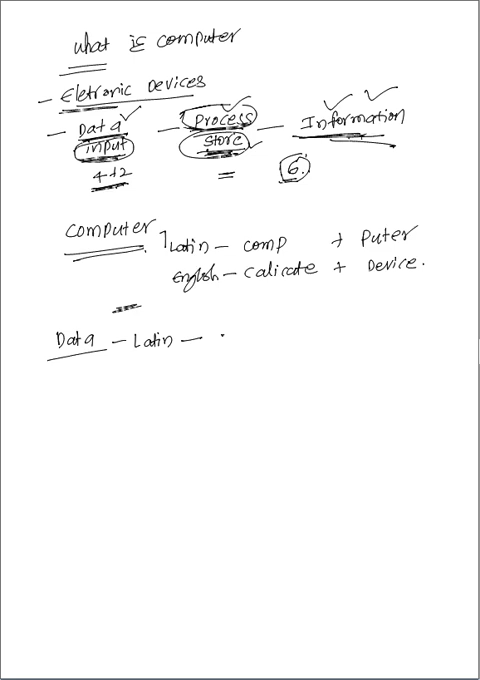 what is computer
- Eletronic Devices
- Data - Process - Information
input store
4+2 = 6.
computer Latin - comp + Puter
English - calicate + Device.
Data - Latin -